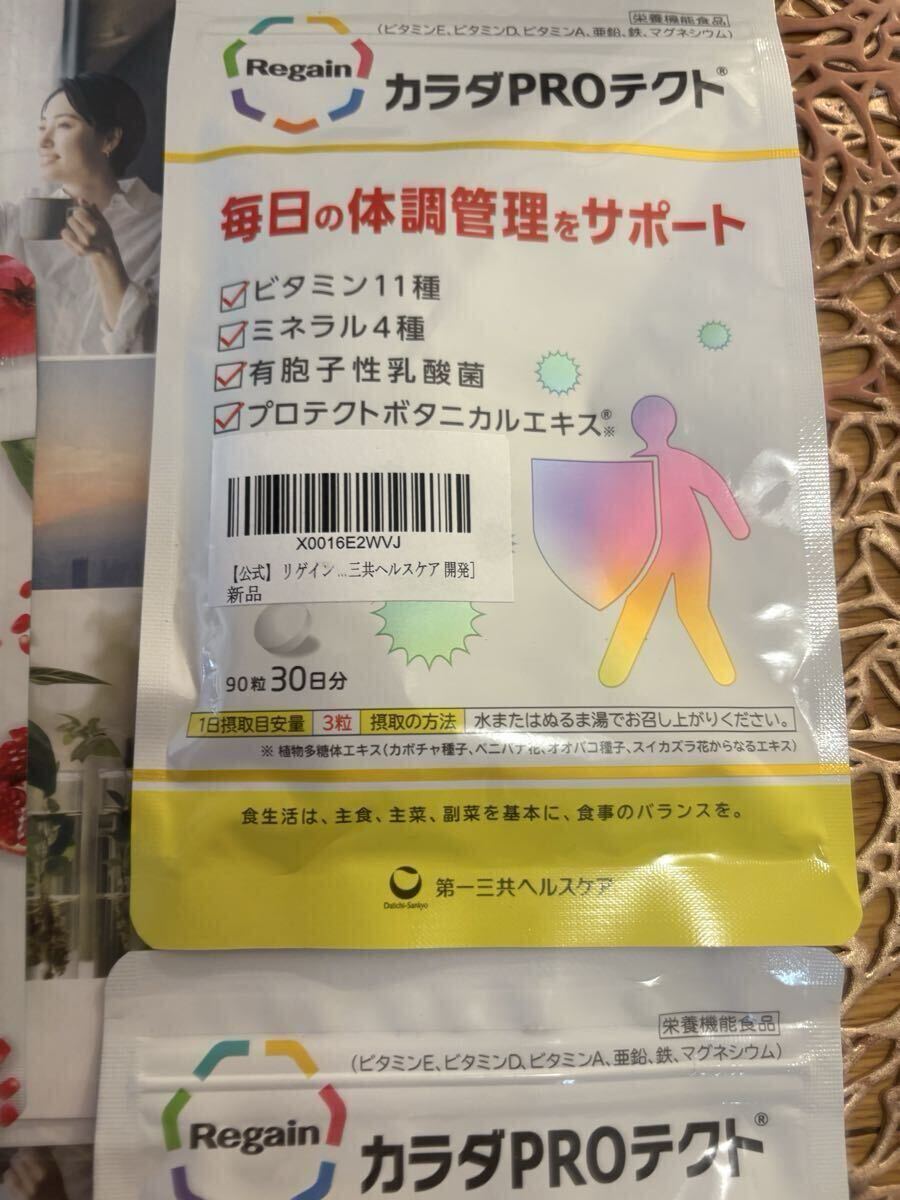 栄養機能食品
(ビタミンE、ビタミンD、ビタミンA、亜鉛、鉄、マグネシウム)
Regain
カラダPROテクト®
毎日の体調管理をサポート
ビタミン11種
ミネラル4種
有胞子性乳酸菌
プロテクトボタニカルエキス®※
X0016E2WVJ
【公式】 リゲイン ...三共ヘルスケア 開発]
新品
90粒 30日分
1日摂取目安量 3粒 摂取の方法 水またはぬるま湯でお召し上がりください。
※ 植物多糖体エキス(カボチャ種子、ベニバナ花、オオバコ種子、スイカズラ花からなるエキス)
食生活は、主食、主菜、副菜を基本に、食事のバランスを。
Daiichi-Sankyo
第一三共ヘルスケア
栄養機能食品
(ビタミンE、ビタミンD、ビタミンA、亜鉛、鉄、マグネシウム)
Regain
カラダPROテクト®